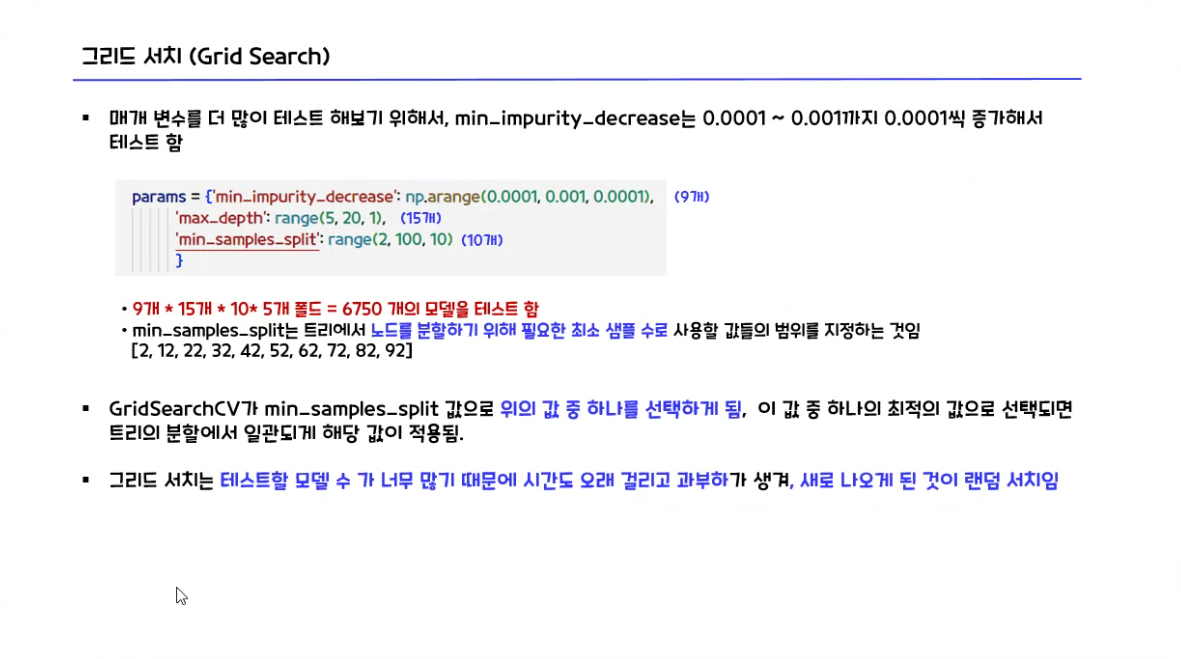 그리드 서치 (Grid Search)
▪ 매개 변수를 더 많이 테스트 해보기 위해서, min_impurity_decrease는 0.0001 ~ 0.001까지 0.0001씩 증가해서
테스트 함
params = {'min_impurity_decrease': np.arange(0.0001, 0.001, 0.0001), (9개)
'max_depth': range(5, 20, 1), (15개)
'min_samples_split': range(2, 100, 10) (10개)
}
• 9개 * 15개 * 10* 5개 폴드 = 6750 개의 모델을 테스트 함
• min_samples_split는 트리에서 노드를 분할하기 위해 필요한 최소 샘플 수로 사용할 값들의 범위를 지정하는 것임
[2, 12, 22, 32, 42, 52, 62, 72, 82, 92]
▪ GridSearchCV가 min_samples_split 값으로 위의 값 중 하나를 선택하게 됨, 이 값 중 하나의 최적의 값으로 선택되면
트리의 분할에서 일관되게 해당 값이 적용됨.
▪ 그리드 서치는 테스트할 모델 수 가 너무 많기 때문에 시간도 오래 걸리고 과부하가 생겨, 새로 나오게 된 것이 랜덤 서치임